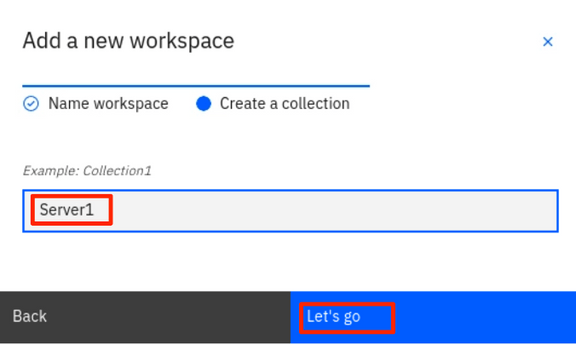 Add a new workspace
Name workspace Create a collection
Example: Collection1
Server1
Back Let's go